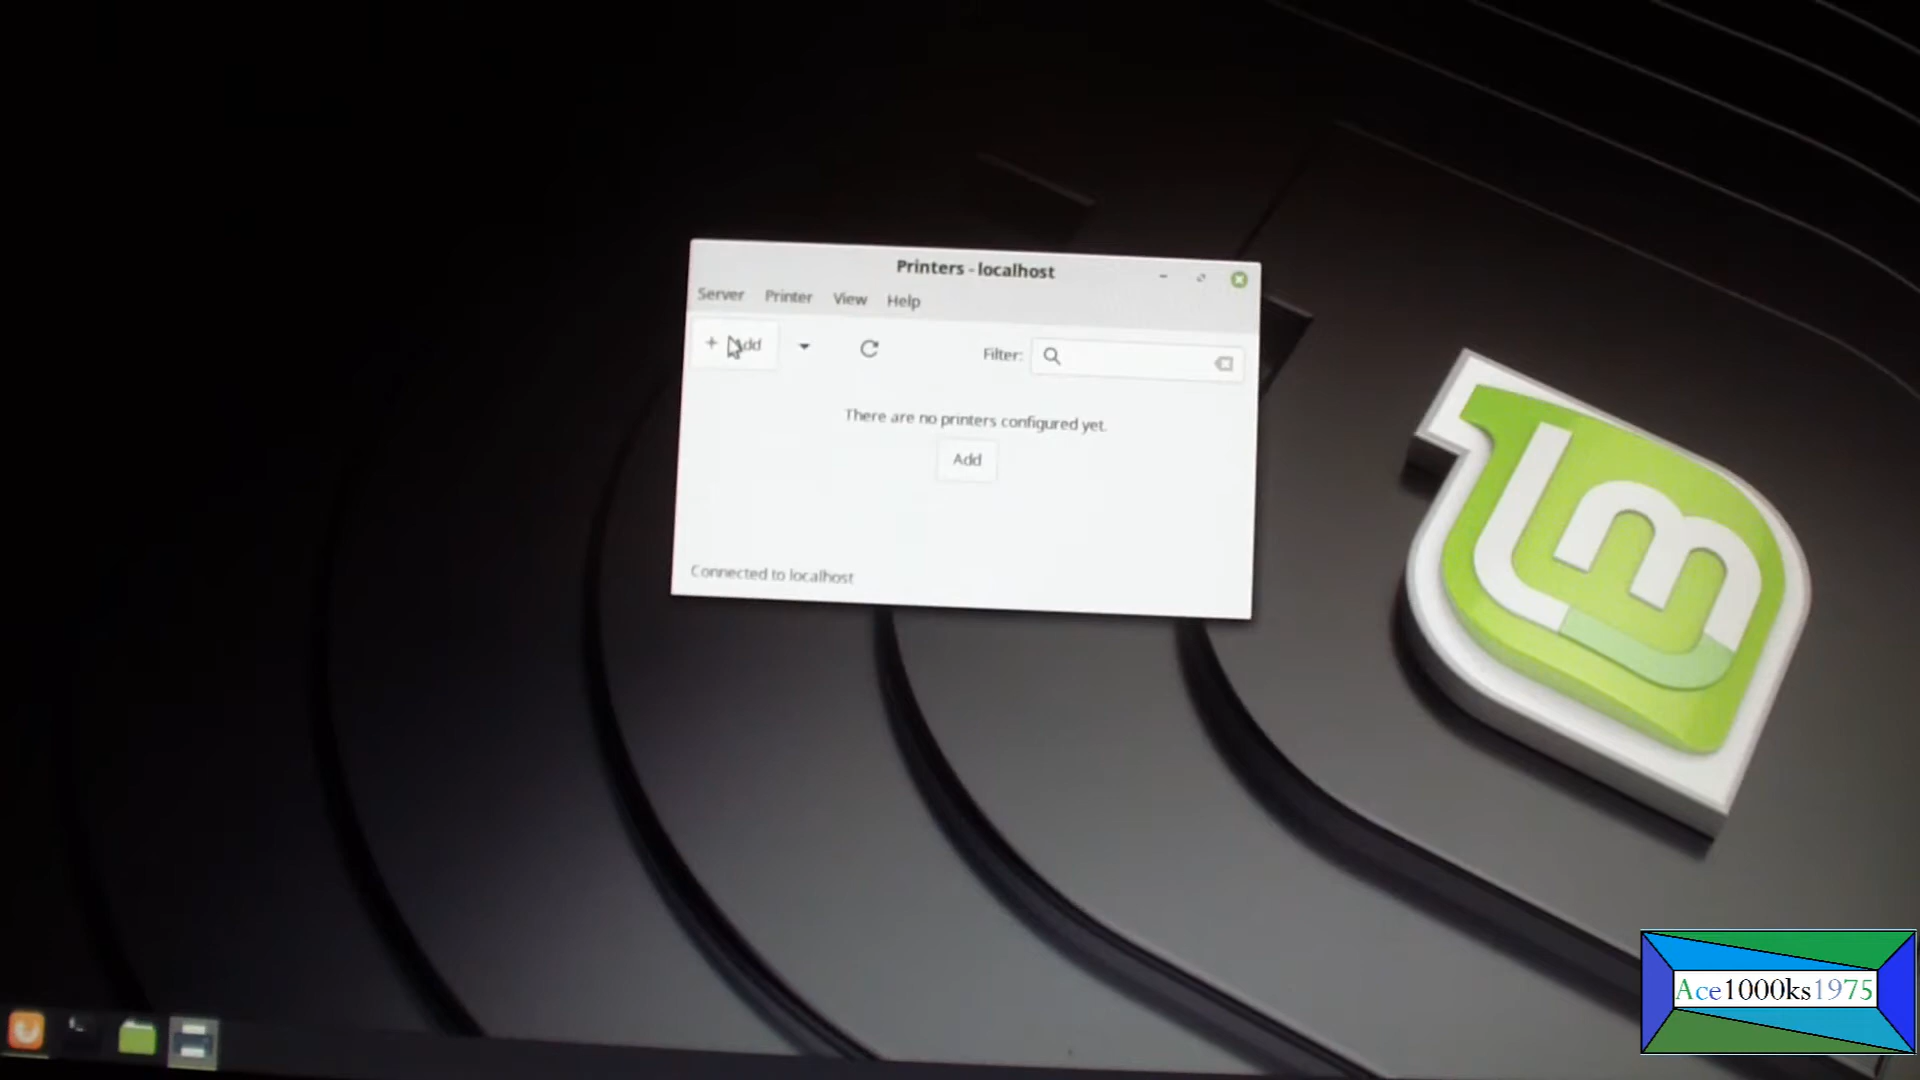 Printers - localhost
Server Printer View Help
+ Add
Filter:
There are no printers configured yet.
Add
Connected to localhost
lm
Ace1000ks1975